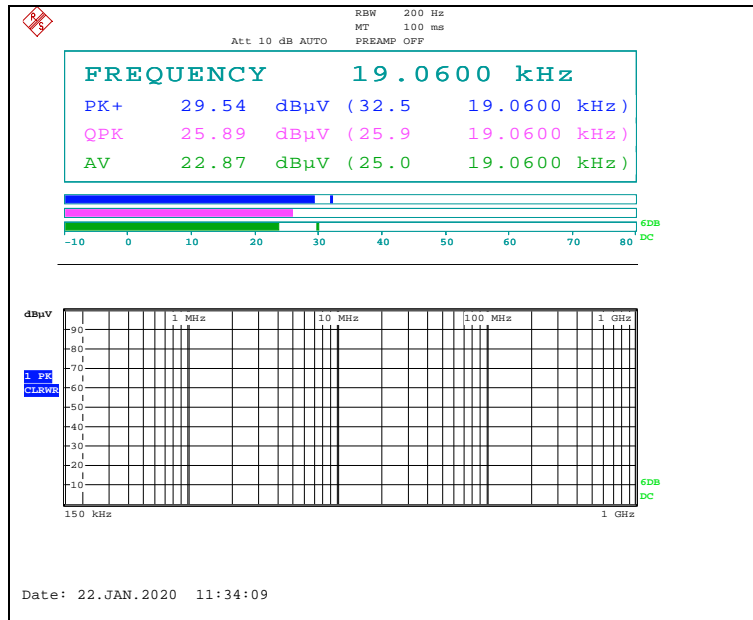 R S
RBW 200 Hz
MT 100 ms
Att 10 dB AUTO PREAMP OFF
FREQUENCY 19.0600 kHz
PK+ 29.54 dBµV (32.5 19.0600 kHz)
QPK 25.89 dBµV (25.9 19.0600 kHz)
AV 22.87 dBµV (25.0 19.0600 kHz)
6DB
DC
-10 0 10 20 30 40 50 60 70 80
dBµV
1 MHz 10 MHz 100 MHz 1 GHz
90
80
70
1 PK
CLRWR
60
50
40
30
20
10
6DB
DC
150 kHz 1 GHz
Date: 22.JAN.2020 11:34:09